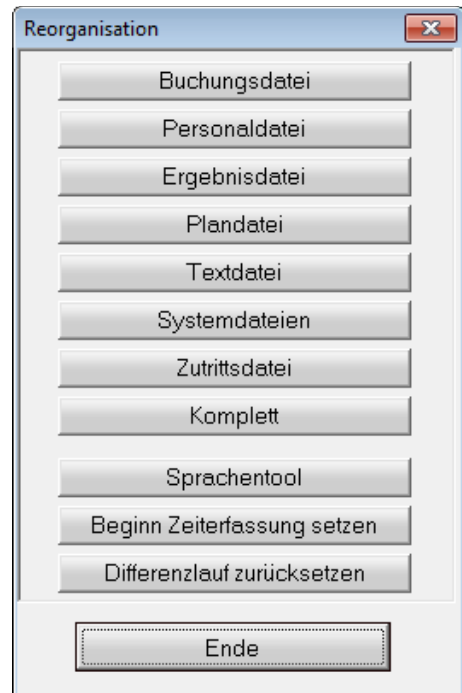 Reorganisation
Buchungsdatei
Personaldatei
Ergebnisdatei
Plandatei
Textdatei
Systemdateien
Zutrittsdatei
Komplett
Sprachentool
Beginn Zeiterfassung setzen
Differenzlauf zurücksetzen
Ende